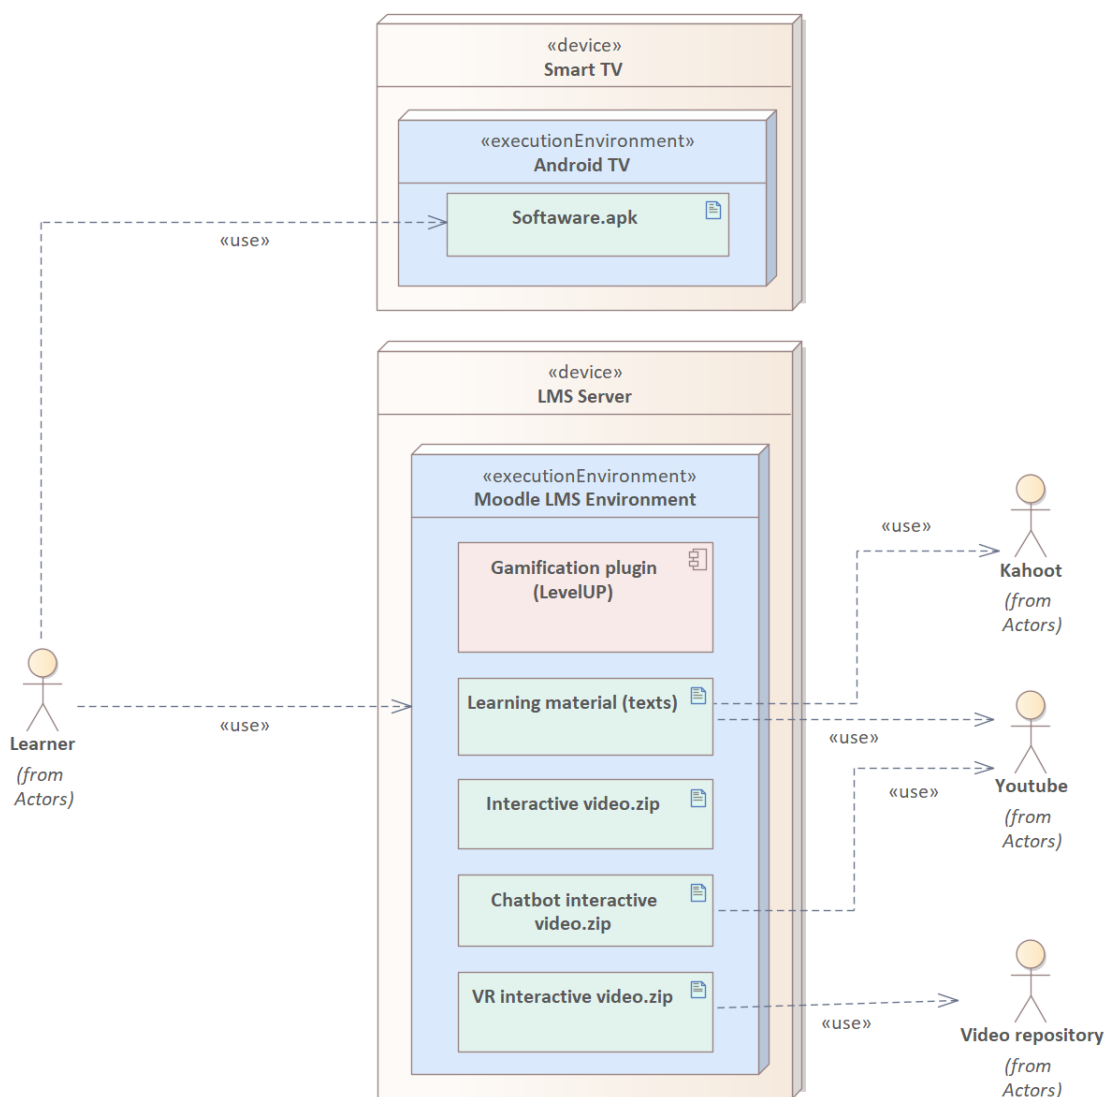 «device»
Smart TV
«executionEnvironment»
Android TV
Softaware.apk
«use»
«device»
LMS Server
«executionEnvironment»
Moodle LMS Environment
Gamification plugin
(LevelUP)
Learning material (texts)
Interactive video.zip
Chatbot interactive
video.zip
VR interactive video.zip
«use»
Learner
(from
Actors)
«use»
Kahoot
(from
Actors)
«use»
«use»
Youtube
(from
Actors)
«use»
Video repository
(from
Actors)